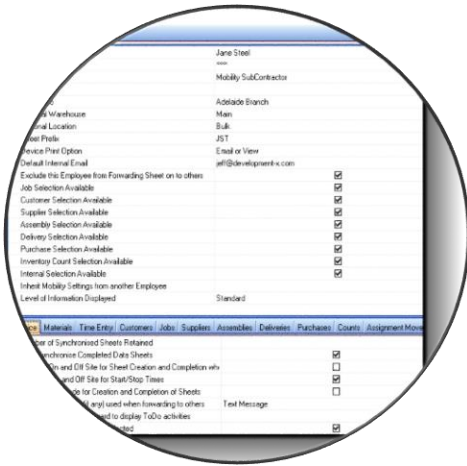 Jane Steel
****
Mobility SubContractor
Adelaide Branch
Warehouse Main
Location Bulk
Prefix JST
Device Print Option Email or View
Default Internal Email jeff@development-x.com
Exclude this Employee from Forwarding Sheet on to others
Job Selection Available
Customer Selection Available
Supplier Selection Available
Assembly Selection Available
Delivery Selection Available
Purchase Selection Available
Inventory Count Selection Available
Internal Selection Available
Inherit Mobility Settings from another Employee
Level of Information Displayed Standard
Materials Time Entry Customers Jobs Suppliers Assemblies Deliveries Purchases Counts Assignment Move
of Synchronised Sheets Retained
Synchronise Completed Data Sheets
On and Off Site for Sheet Creation and Completion
and Off Site for Start/Stop Times
for Creation and Completion of Sheets
(if any) used when forwarding to others Text Message
to display ToDo activities